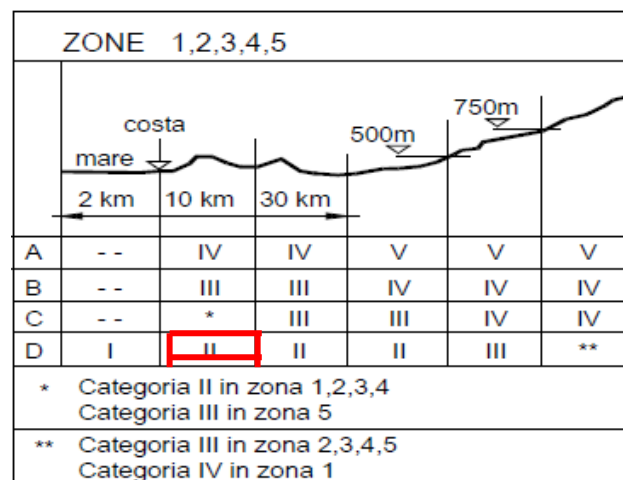 ZONE 1,2,3,4,5
750m
costa
500m
mare
2 km 10 km 30 km
A - - IV IV V V V
B - - III III IV IV IV
C - - * III III IV IV
D I II II II III **
* Categoria II in zona 1,2,3,4
Categoria III in zona 5
** Categoria III in zona 2,3,4,5
Categoria IV in zona 1